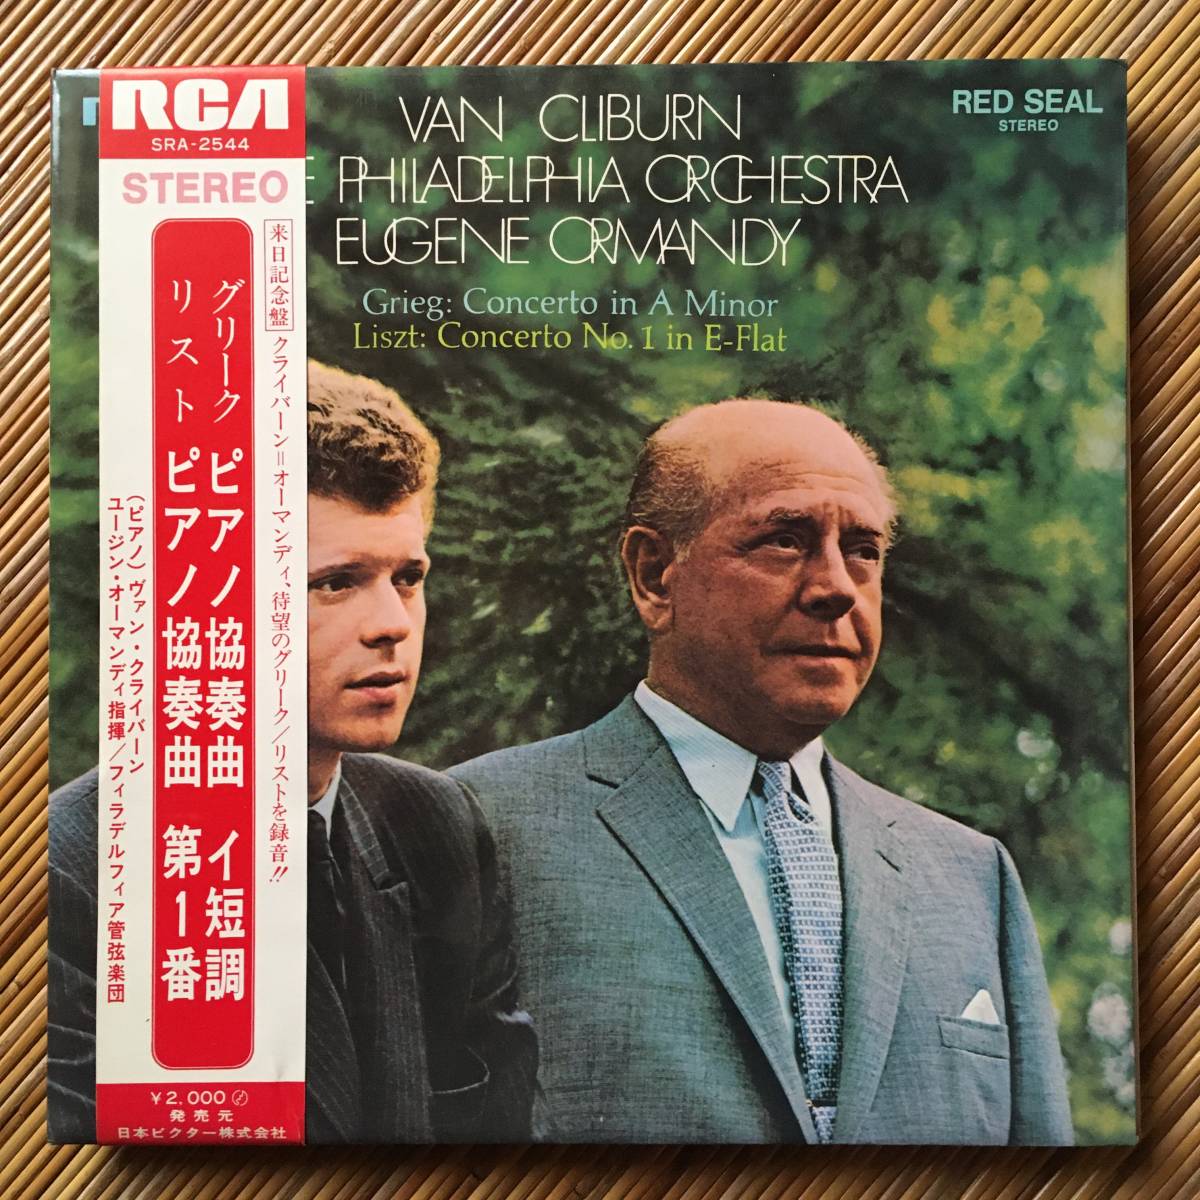 RCA
SRA-2544
STEREO
来日記念盤 クライバーン=オーマンディ、待望のグリーク/リストを録音!!
グリーク ピアノ協奏曲 イ短調
リスト ピアノ協奏曲 第1番
(ピアノ)ヴァン・クライバーン
ユージン・オーマンディ指揮/フィラデルフィア管弦楽団
¥2,000
発売元
日本ビクター株式会社
VAN CLIBURN
E PHILADELPHIA ORCHESTRA
EUGENE ORMANDY
Grieg: Concerto in A Minor
Liszt: Concerto No. 1 in E-Flat
RED SEAL
STEREO